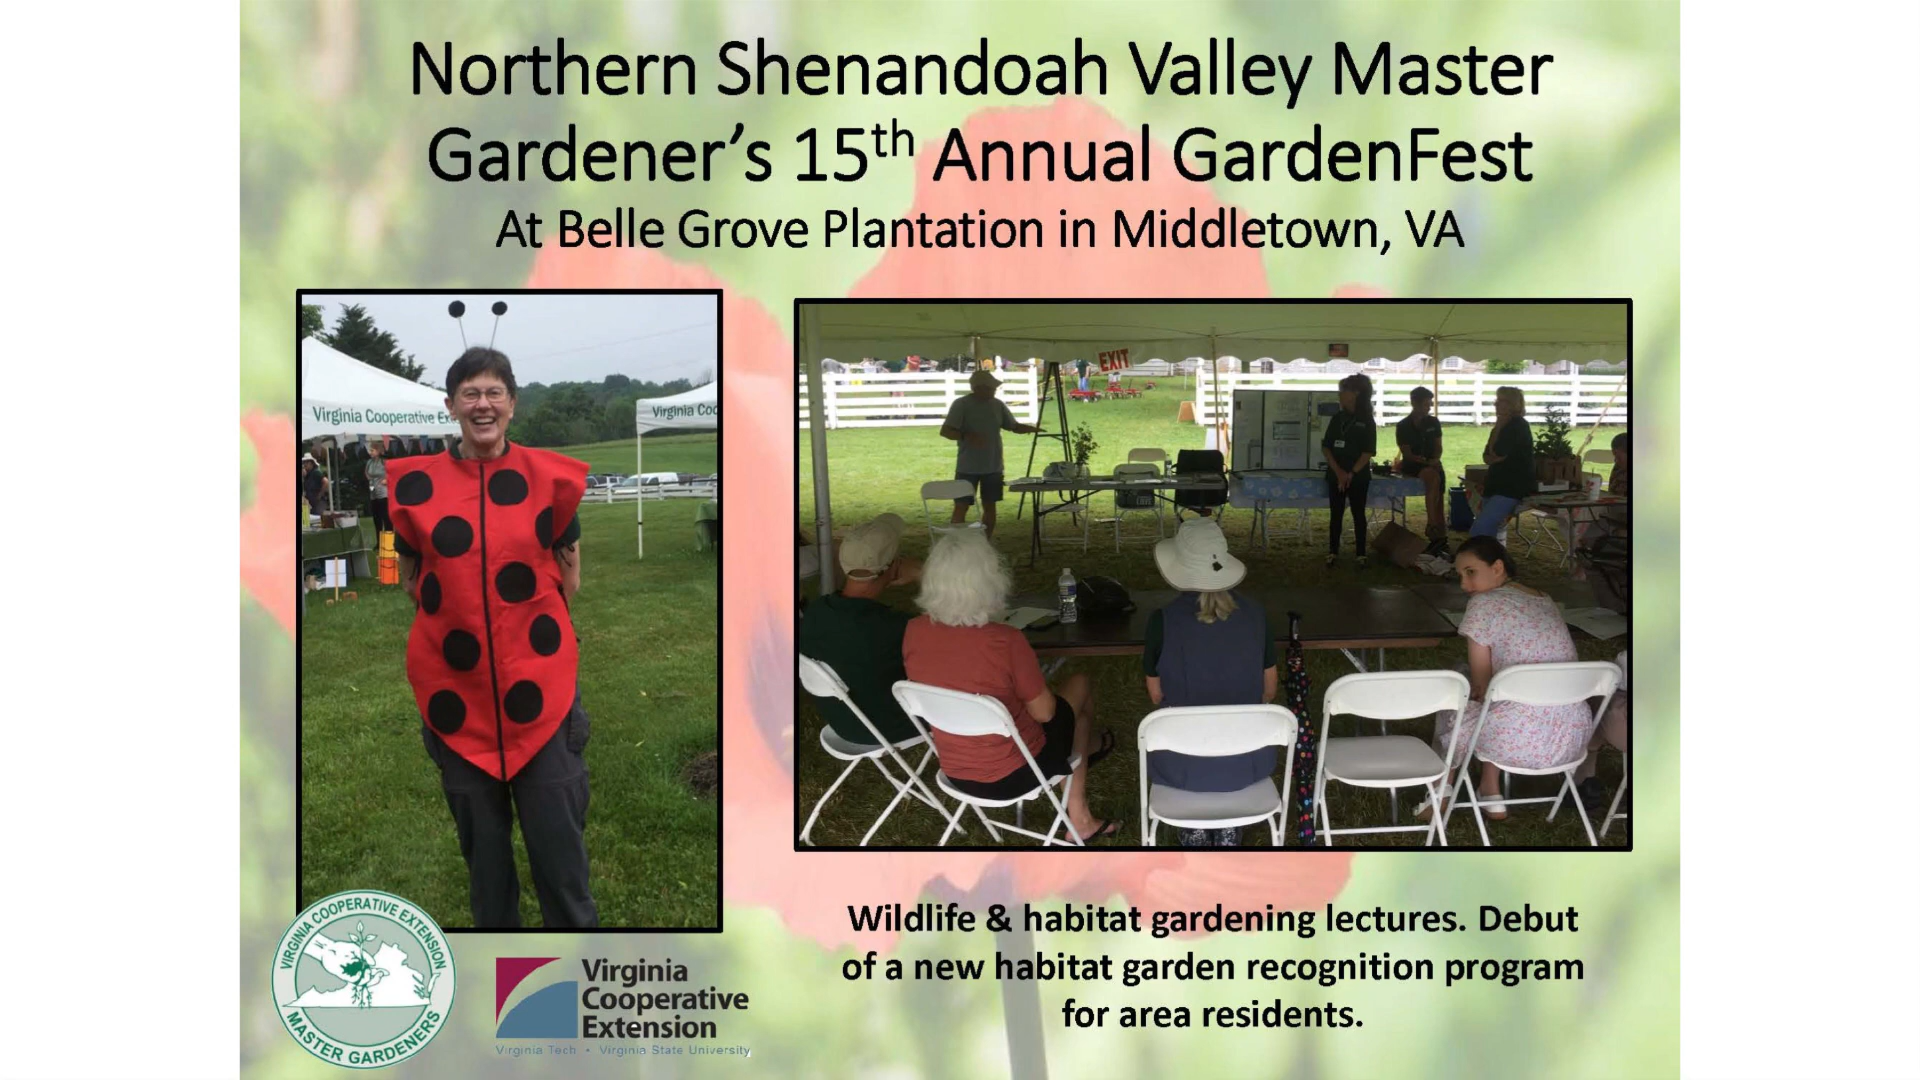 Northern Shenandoah Valley Master
Gardener's 15th Annual GardenFest
At Belle Grove Plantation in Middletown, VA
Virginia Cooperative Ex
Virginia Coo
EXIT
Wildlife & habitat gardening lectures. Debut
of a new habitat garden recognition program
for area residents.
VIRGINIA COOPERATIVE EXTENSION
MASTER GARDENERS
Virginia
Cooperative
Extension
Virginia Tech • Virginia State University